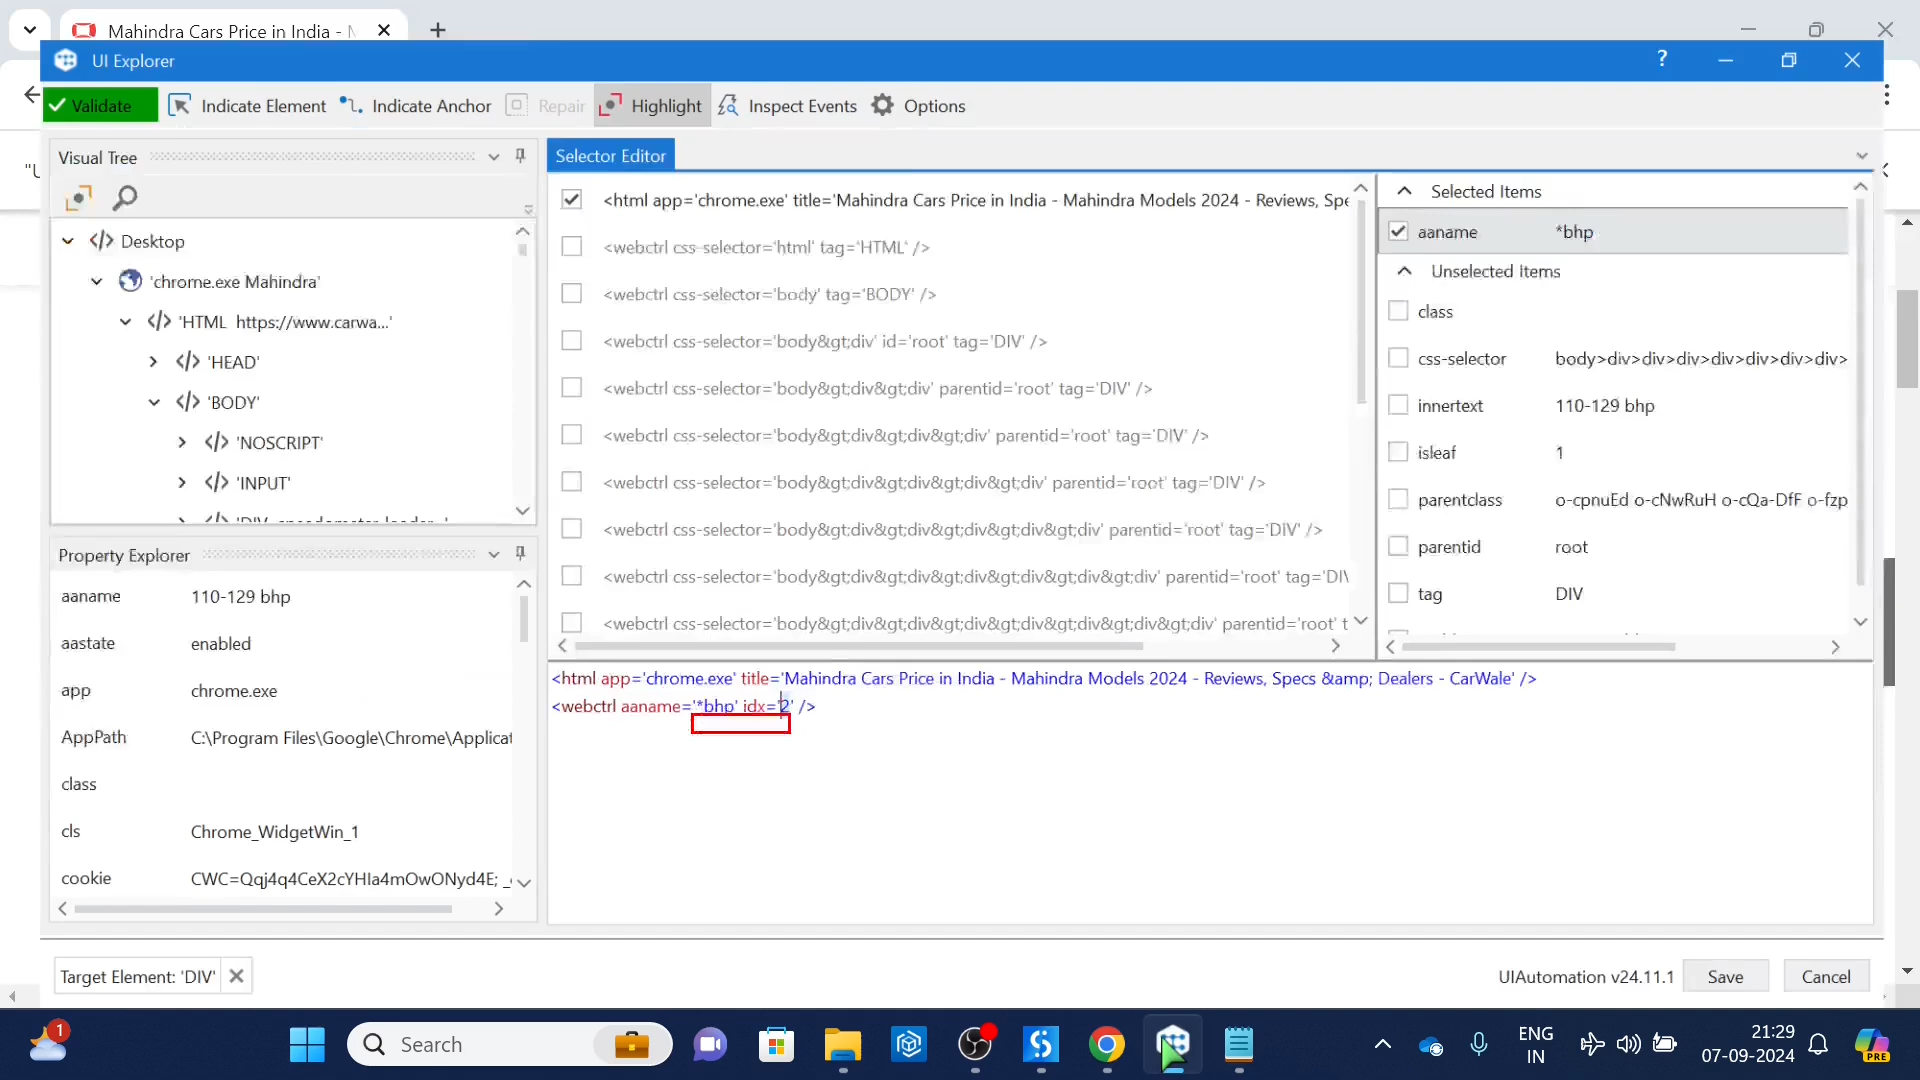 Mahindra Cars Price in India -
UI Explorer
?
Validate
Indicate Element
Indicate Anchor
Repair
Highlight
Inspect Events
Options
Visual Tree
Desktop
'chrome.exe Mahindra'
'HTML https://www.carwa...'
'HEAD'
'BODY'
'NOSCRIPT'
'INPUT'
Property Explorer
aaname 110-129 bhp
aastate enabled
app chrome.exe
AppPath C:\Program Files\Google\Chrome\Applicat
class
cls Chrome_WidgetWin_1
cookie CWC=Qqj4q4CeX2cYHIa4mOwONyd4E; _
Selector Editor
<html app='chrome.exe' title='Mahindra Cars Price in India - Mahindra Models 2024 - Reviews, Spe
<webctrl css-selector='html' tag='HTML' />
<webctrl css-selector='body' tag='BODY' />
<webctrl css-selector='body&gt;div' id='root' tag='DIV' />
<webctrl css-selector='body&gt;div&gt;div' parentid='root' tag='DIV' />
<webctrl css-selector='body&gt;div&gt;div&gt;div' parentid='root' tag='DIV' />
<webctrl css-selector='body&gt;div&gt;div&gt;div&gt;div' parentid='root' tag='DIV' />
<webctrl css-selector='body&gt;div&gt;div&gt;div&gt;div&gt;div' parentid='root' tag='DIV' />
<webctrl css-selector='body&gt;div&gt;div&gt;div&gt;div&gt;div&gt;div' parentid='root' tag='DIV
<webctrl css-selector='body&gt;div&gt;div&gt;div&gt;div&gt;div&gt;div&gt;div' parentid='root' t
Selected Items
aaname *bhp
Unselected Items
class
css-selector body>div>div>div>div>div>div>div>
innertext 110-129 bhp
isleaf 1
parentclass o-cpnuEd o-cNwRuH o-cQa-DfF o-fzp
parentid root
tag DIV
<html app='chrome.exe' title='Mahindra Cars Price in India - Mahindra Models 2024 - Reviews, Specs &amp; Dealers - CarWale' />
<webctrl aaname='*bhp' idx='2' />
Target Element: 'DIV'
UIAutomation v24.11.1
Save
Cancel
1
Search
ENG
IN
21:29
07-09-2024
PRE